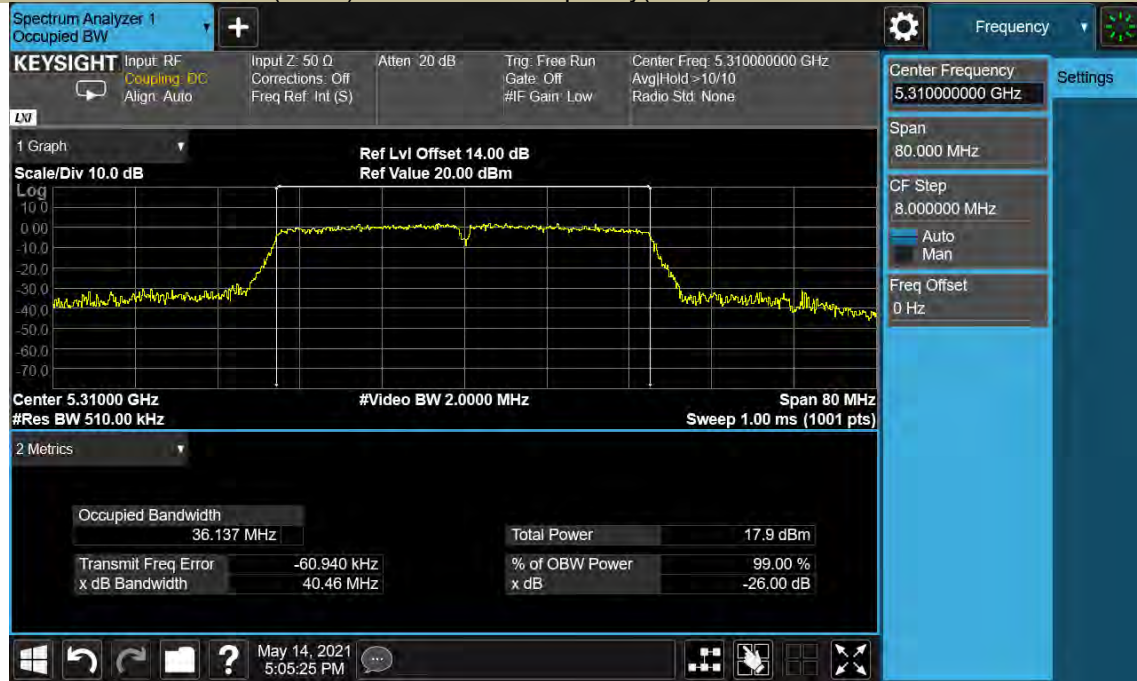 Spectrum Analyzer 1
Occupied BW
+
Frequency
KEYSIGHT
Input: RF
Coupling: DC
Align: Auto
Input Z: 50 Ω
Corrections: Off
Freq Ref: Int (S)
Atten: 20 dB
Trig: Free Run
Gate: Off
#IF Gain: Low
Center Freq: 5.310000000 GHz
Avg|Hold >10/10
Radio Std: None
LXI
Center Frequency
5.310000000 GHz
Settings
Span
80.000 MHz
CF Step
8.000000 MHz
Auto
Man
Freq Offset
0 Hz
1 Graph
Scale/Div 10.0 dB
Ref Lvl Offset 14.00 dB
Ref Value 20.00 dBm
Log
10.0
0.00
-10.0
-20.0
-30.0
-40.0
-50.0
-60.0
-70.0
Center 5.31000 GHz
#Video BW 2.0000 MHz
Span 80 MHz
#Res BW 510.00 kHz
Sweep 1.00 ms (1001 pts)
2 Metrics
Occupied Bandwidth
36.137 MHz
Total Power 17.9 dBm
Transmit Freq Error -60.940 kHz
% of OBW Power 99.00 %
x dB Bandwidth 40.46 MHz
x dB -26.00 dB
?
May 14, 2021
5:05:25 PM